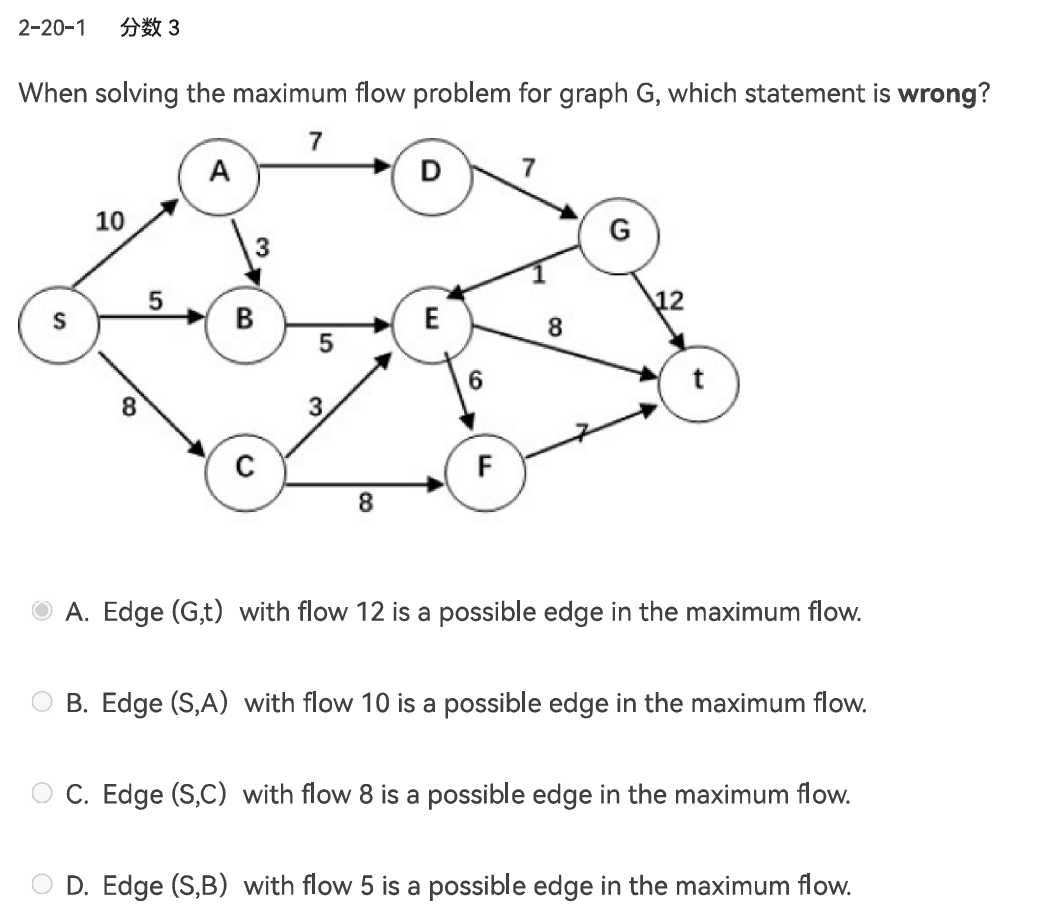 2-20-1 分数 3
When solving the maximum flow problem for graph G, which statement is wrong?
7
A
D
7
10
G
3
1
12
S
5
B
E
8
5
t
6
8
3
7
C
F
8
A. Edge (G,t) with flow 12 is a possible edge in the maximum flow.
B. Edge (S,A) with flow 10 is a possible edge in the maximum flow.
C. Edge (S,C) with flow 8 is a possible edge in the maximum flow.
D. Edge (S,B) with flow 5 is a possible edge in the maximum flow.